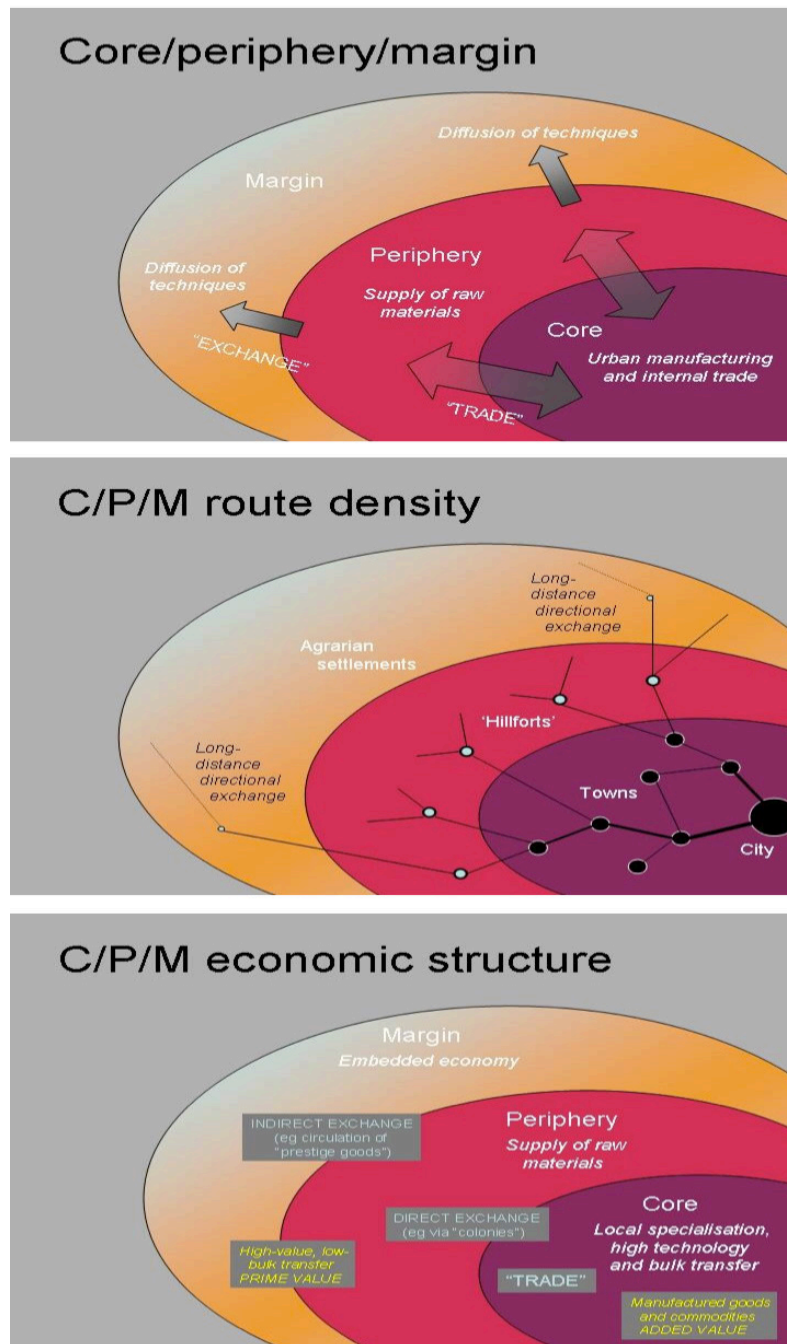 Core/periphery/margin
Diffusion of techniques
Margin
Periphery
Diffusion of
techniques
Supply of raw
materials
Core
"EXCHANGE"
Urban manufacturing
and internal trade
"TRADE"
C/P/M route density
Long-
distance
directional
exchange
Agrarian
settlements
'Hillforts'
Long-
distance
directional
exchange
Towns
City
C/P/M economic structure
Margin
Embedded economy
INDIRECT EXCHANGE
(eg circulation of
"prestige goods")
Periphery
Supply of raw
materials
Core
DIRECT EXCHANGE
(eg via "colonies")
Local specialisation,
high technology
and bulk transfer
High-value, low-
bulk transfer
PRIME VALUE
"TRADE"
Manufactured goods
and commodities
ADDED VALUE